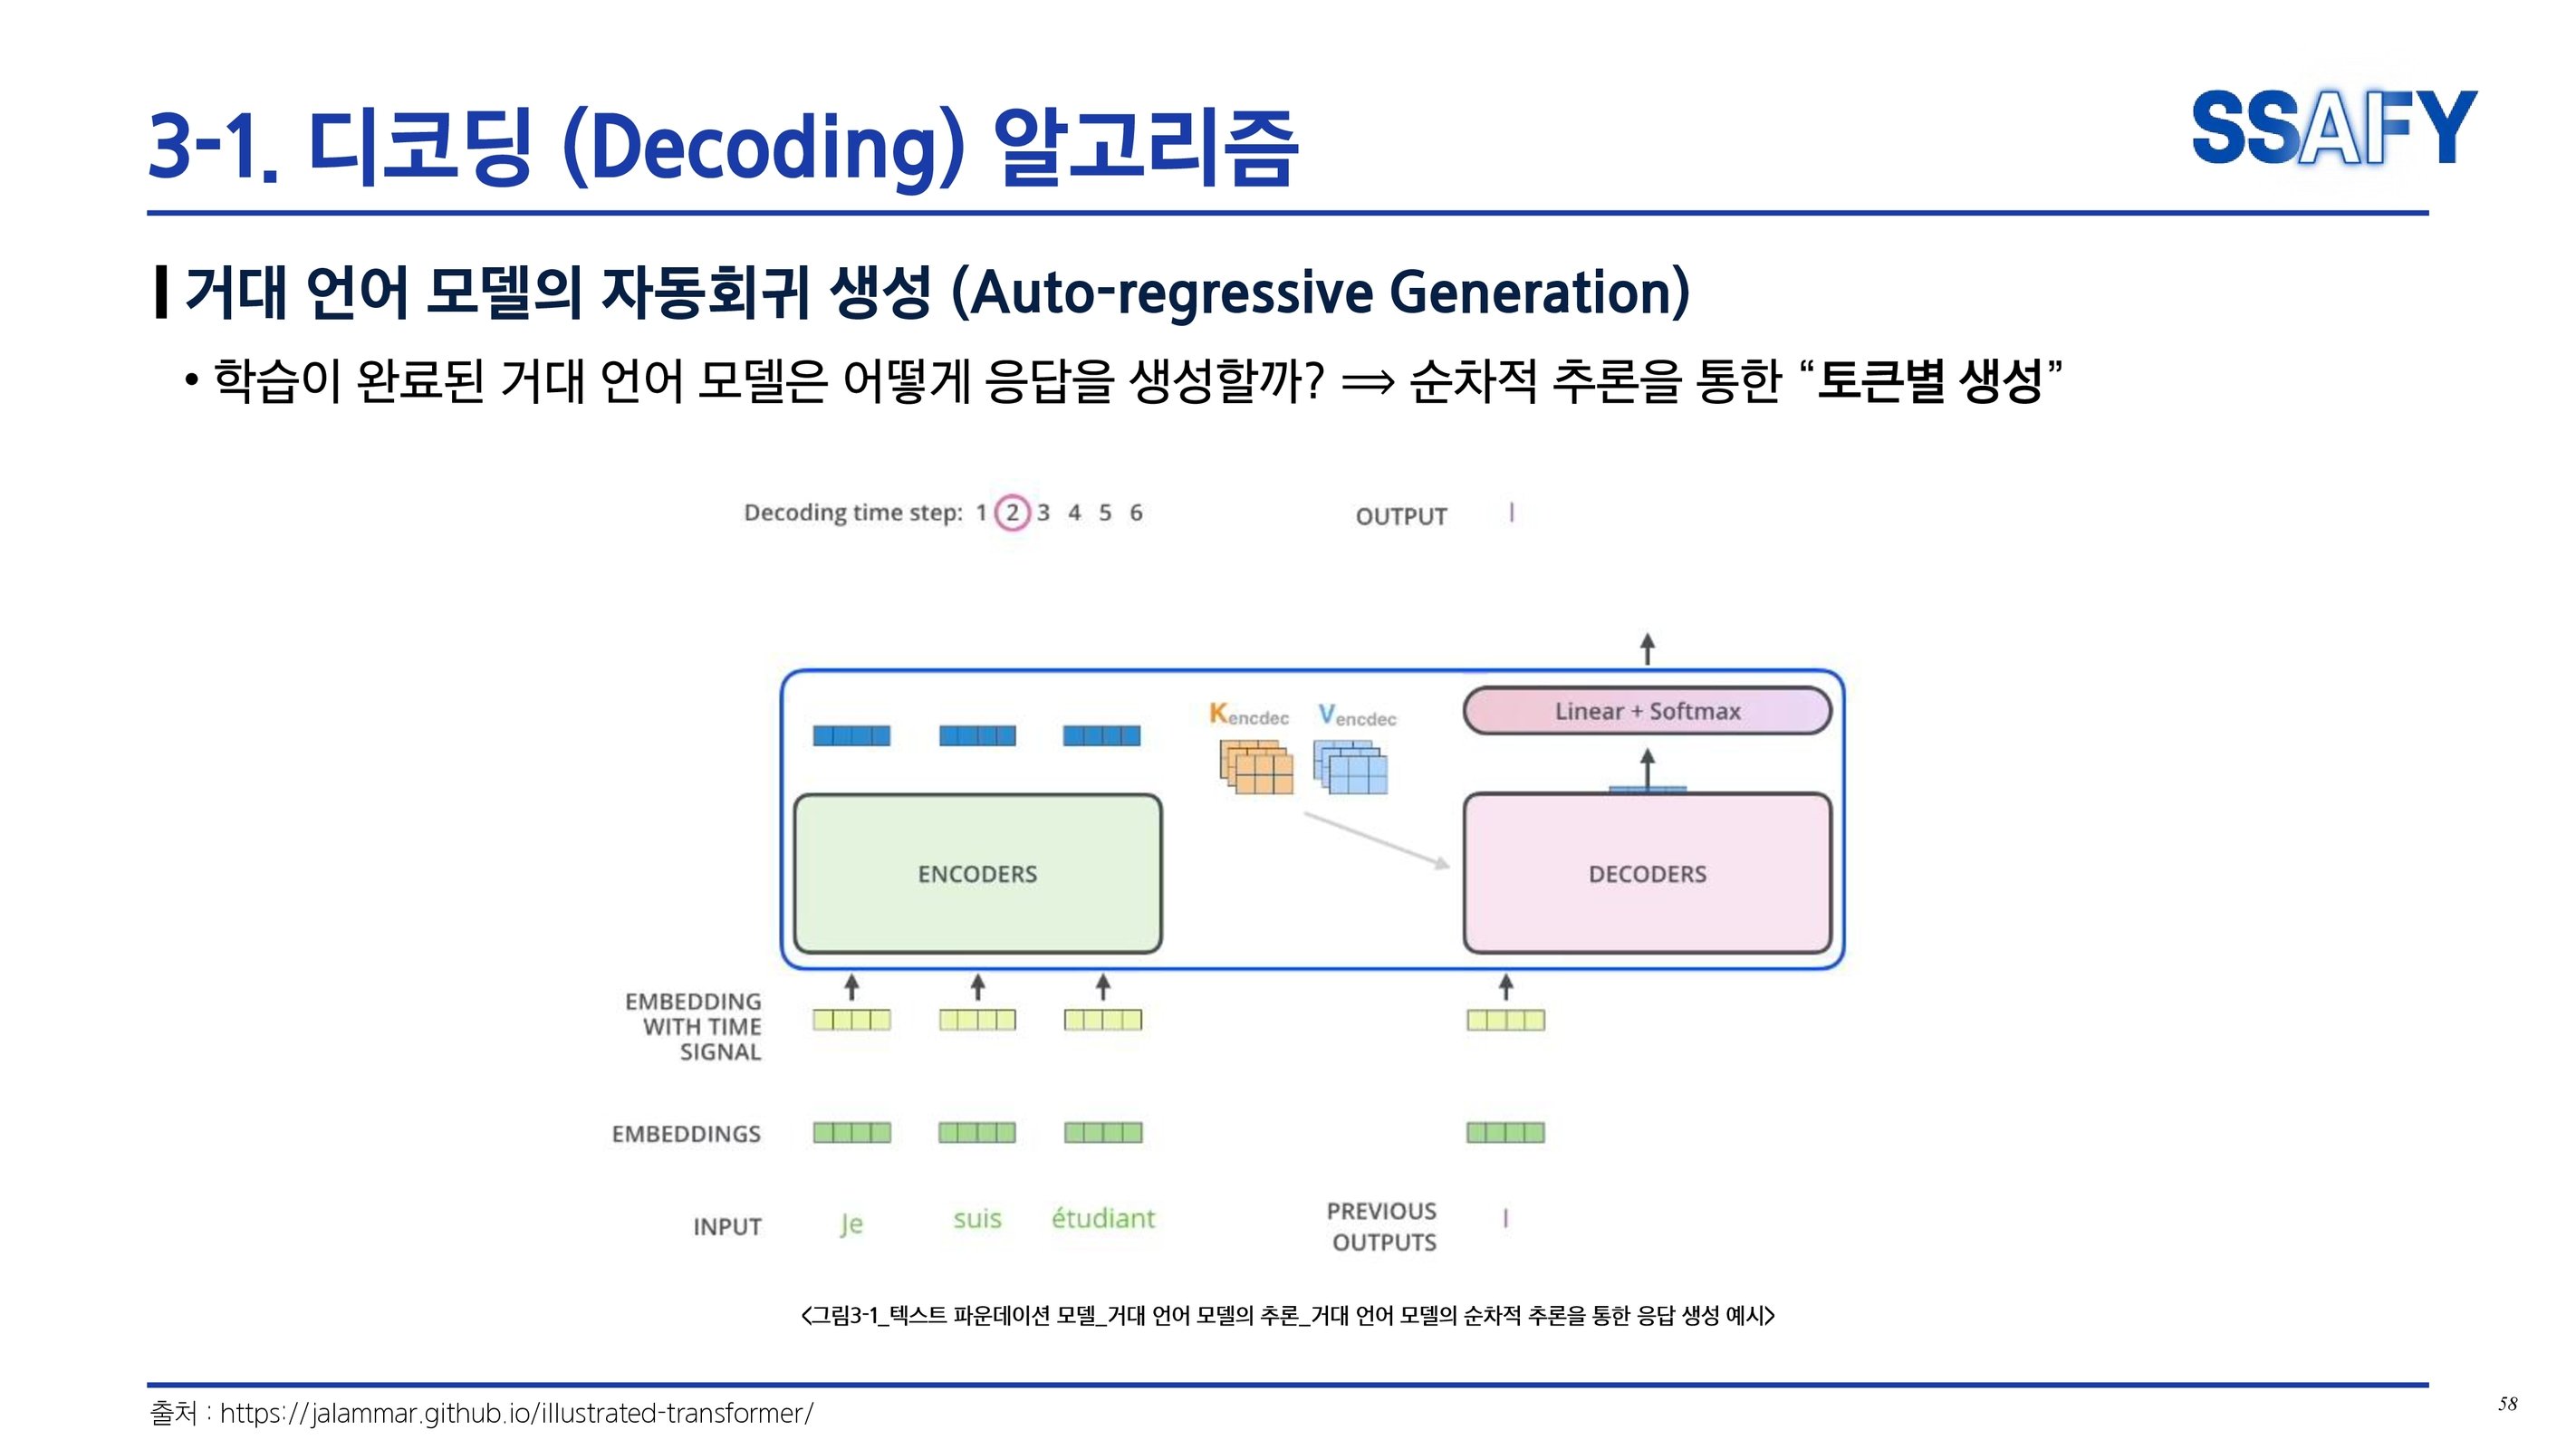 3-1. 디코딩 (Decoding) 알고리즘
SSAFY
거대 언어 모델의 자동회귀 생성 (Auto-regressive Generation)
• 학습이 완료된 거대 언어 모델은 어떻게 응답을 생성할까? ⟹ 순차적 추론을 통한 “토큰별 생성”
Decoding time step: 1 2 3 4 5 6
OUTPUT I
Kencdec Vencdec
Linear + Softmax
ENCODERS
DECODERS
EMBEDDING
WITH TIME
SIGNAL
EMBEDDINGS
INPUT Je suis étudiant
PREVIOUS
OUTPUTS
I
<그림3-1_텍스트 파운데이션 모델_거대 언어 모델의 추론_거대 언어 모델의 순차적 추론을 통한 응답 생성 예시>
출처 : https://jalammar.github.io/illustrated-transformer/
58